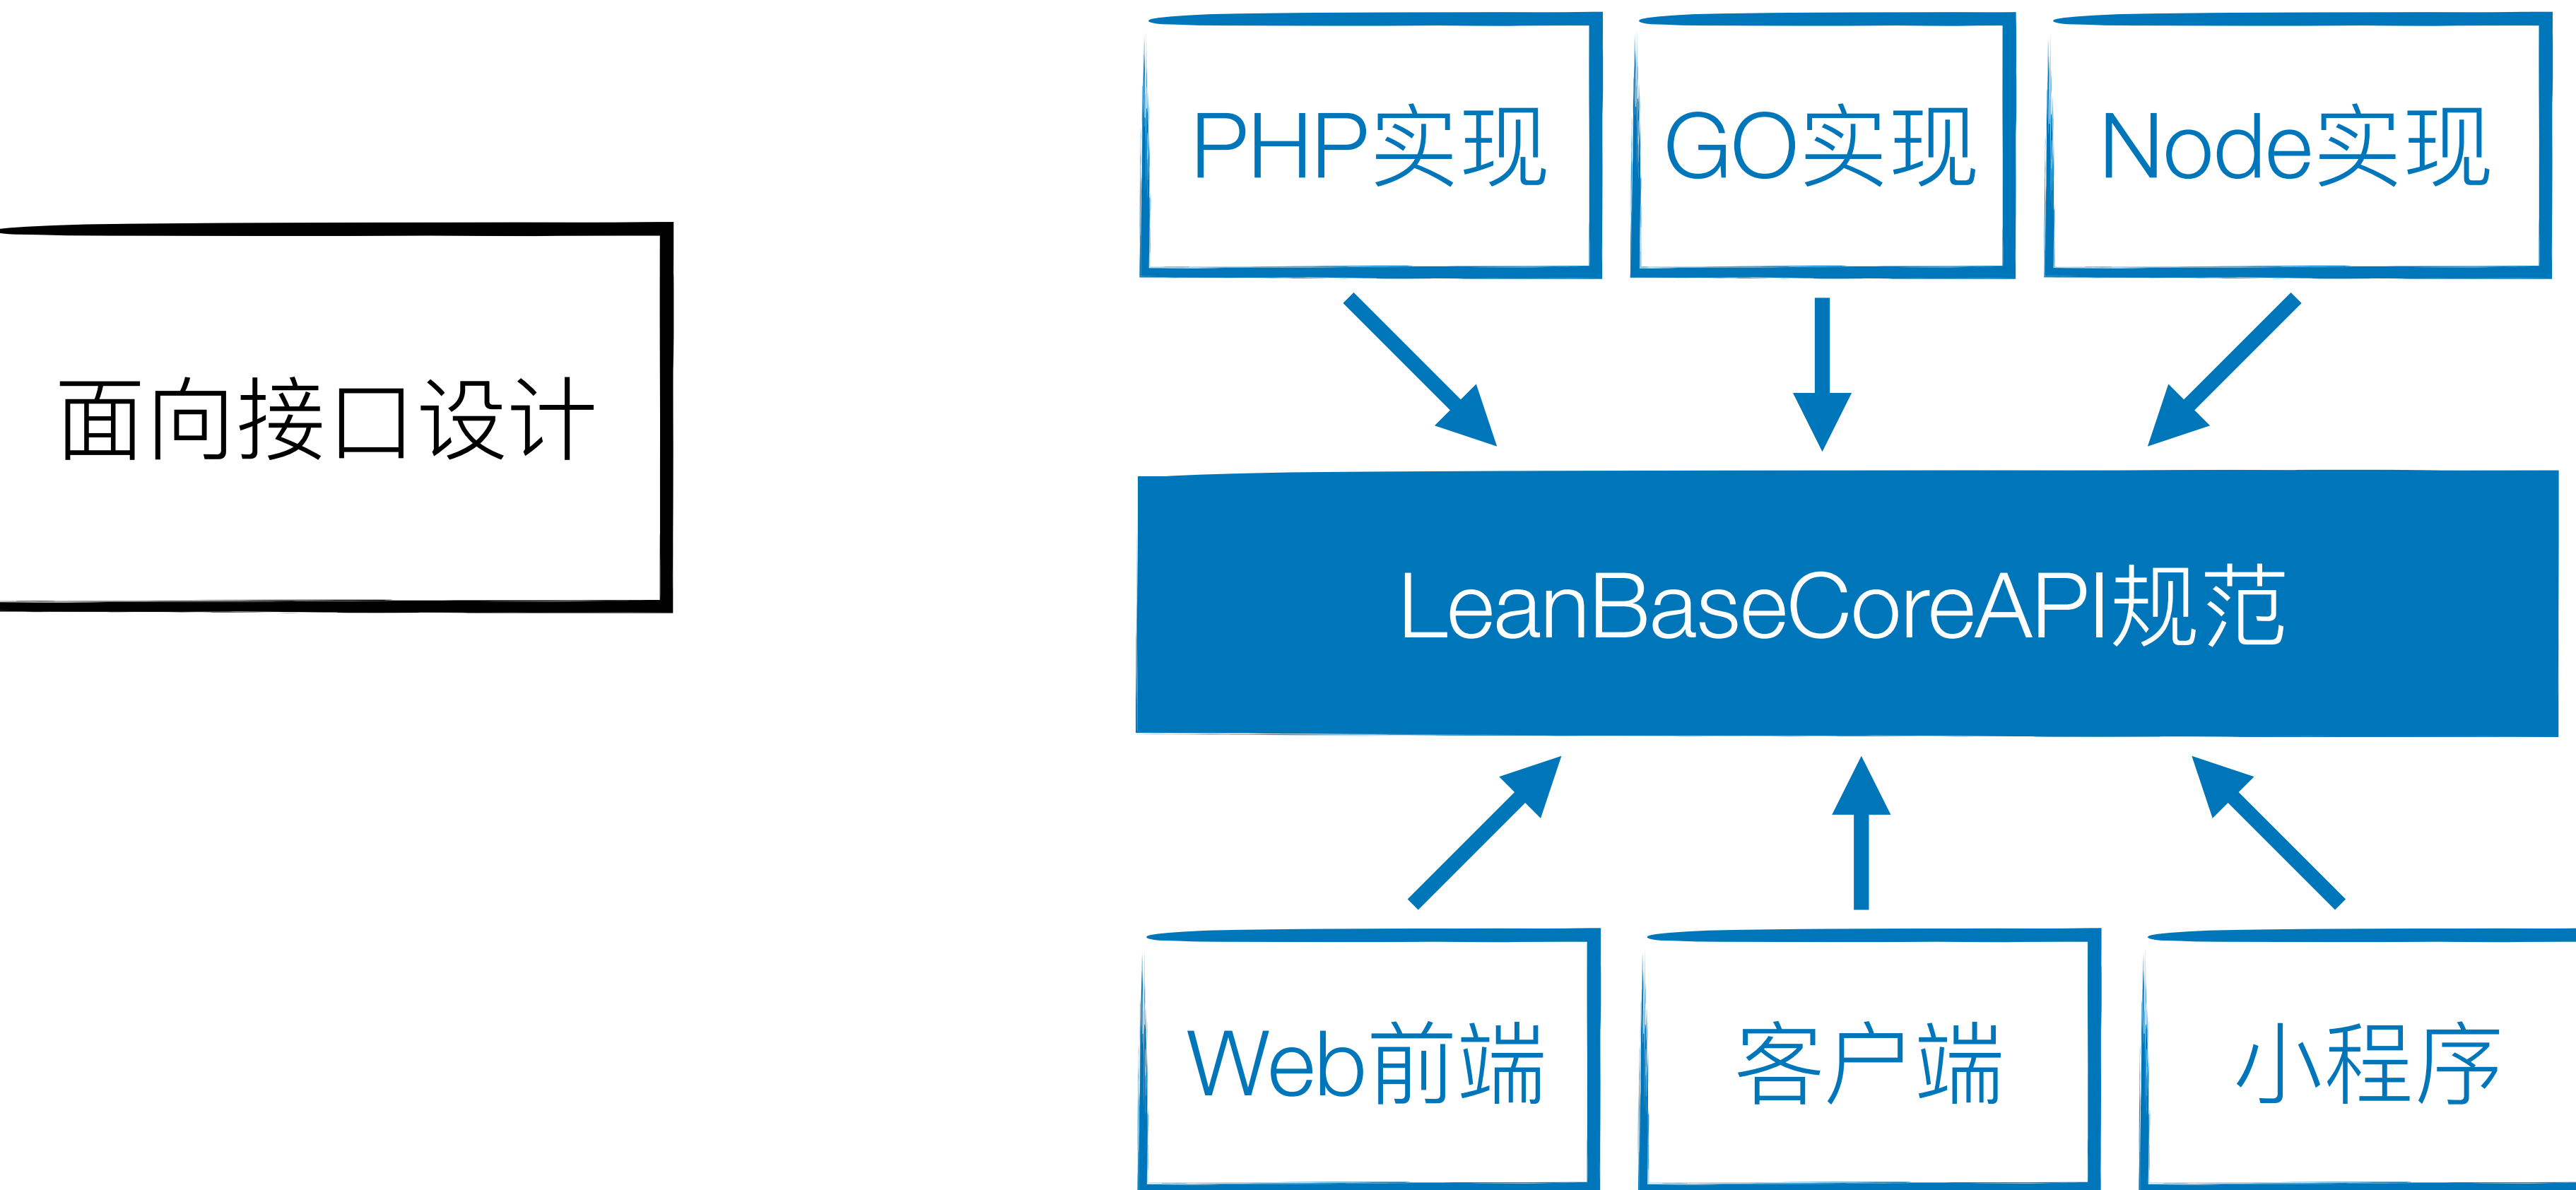 面向接口设计
PHP实现
GO实现
Node实现
LeanBaseCoreAPI规范
Web前端
客户端
小程序